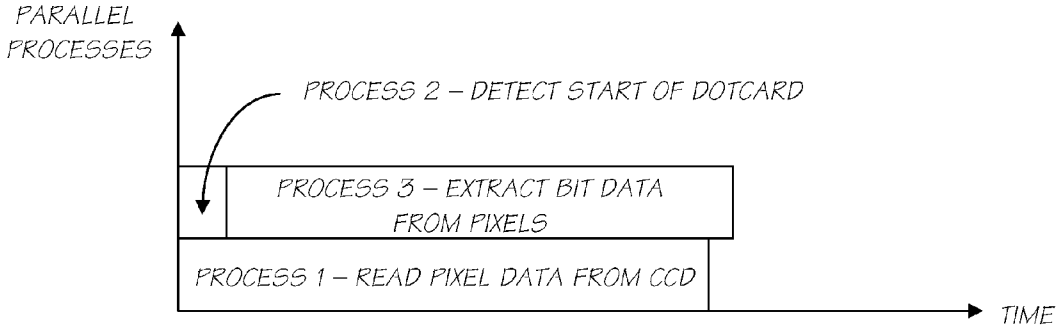 PARALLEL
PROCESSES
PROCESS 2 – DETECT START OF DOTCARD
PROCESS 3 – EXTRACT BIT DATA
FROM PIXELS
PROCESS 1 – READ PIXEL DATA FROM CCD
TIME